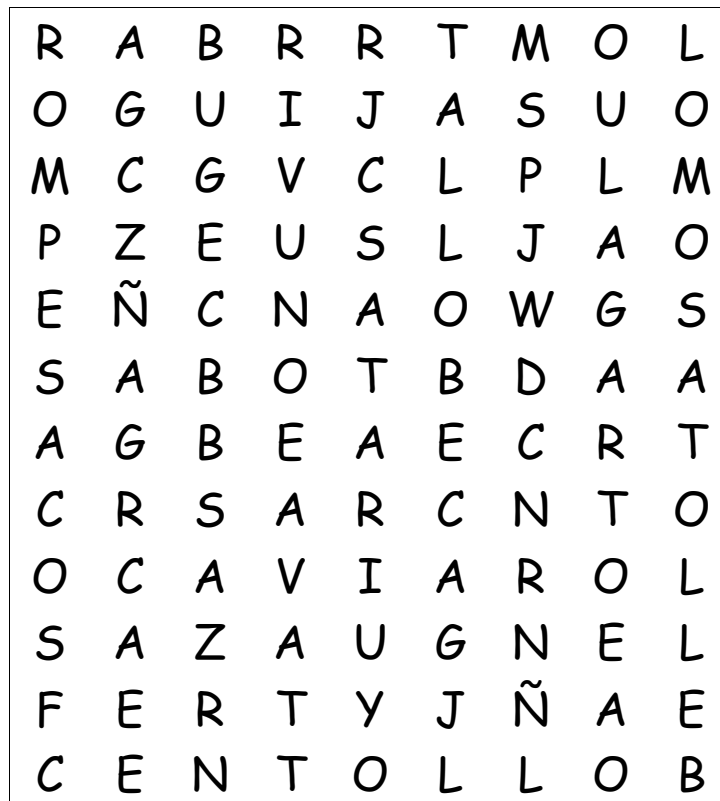 R A B R R T M O L
O G U I J A S U O
M C G V C L P L M
P Z E U S L J A O
E Ñ C N A O W G S
S A B O T B D A A
A G B E A E C R T
C R S A R C N T O
O C A V I A R O L
S A Z A U G N E L
F E R T Y J Ñ A E
C E N T O L L O B